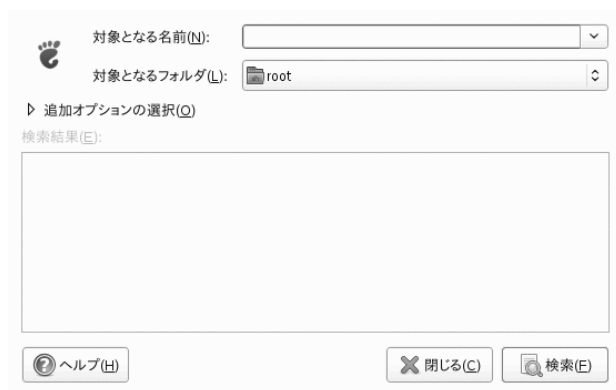 対象となる名前(N):
対象となるフォルダ(L): root
追加オプションの選択(O)
検索結果(E):
ヘルプ(H) 閉じる(C) 検索(F)